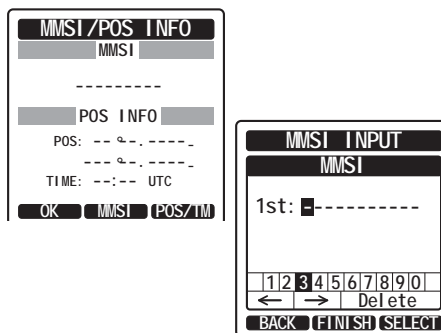 MMSI/POS INFO
MMSI
---------
POS INFO
POS: -- °--.----_
--- °--.----_
TIME: --:-- UTC
OK MMSI POS/TM
MMSI INPUT
MMSI
1st: ----------
1 2 3 4 5 6 7 8 9 0
← → Delete
BACK FINISH SELECT